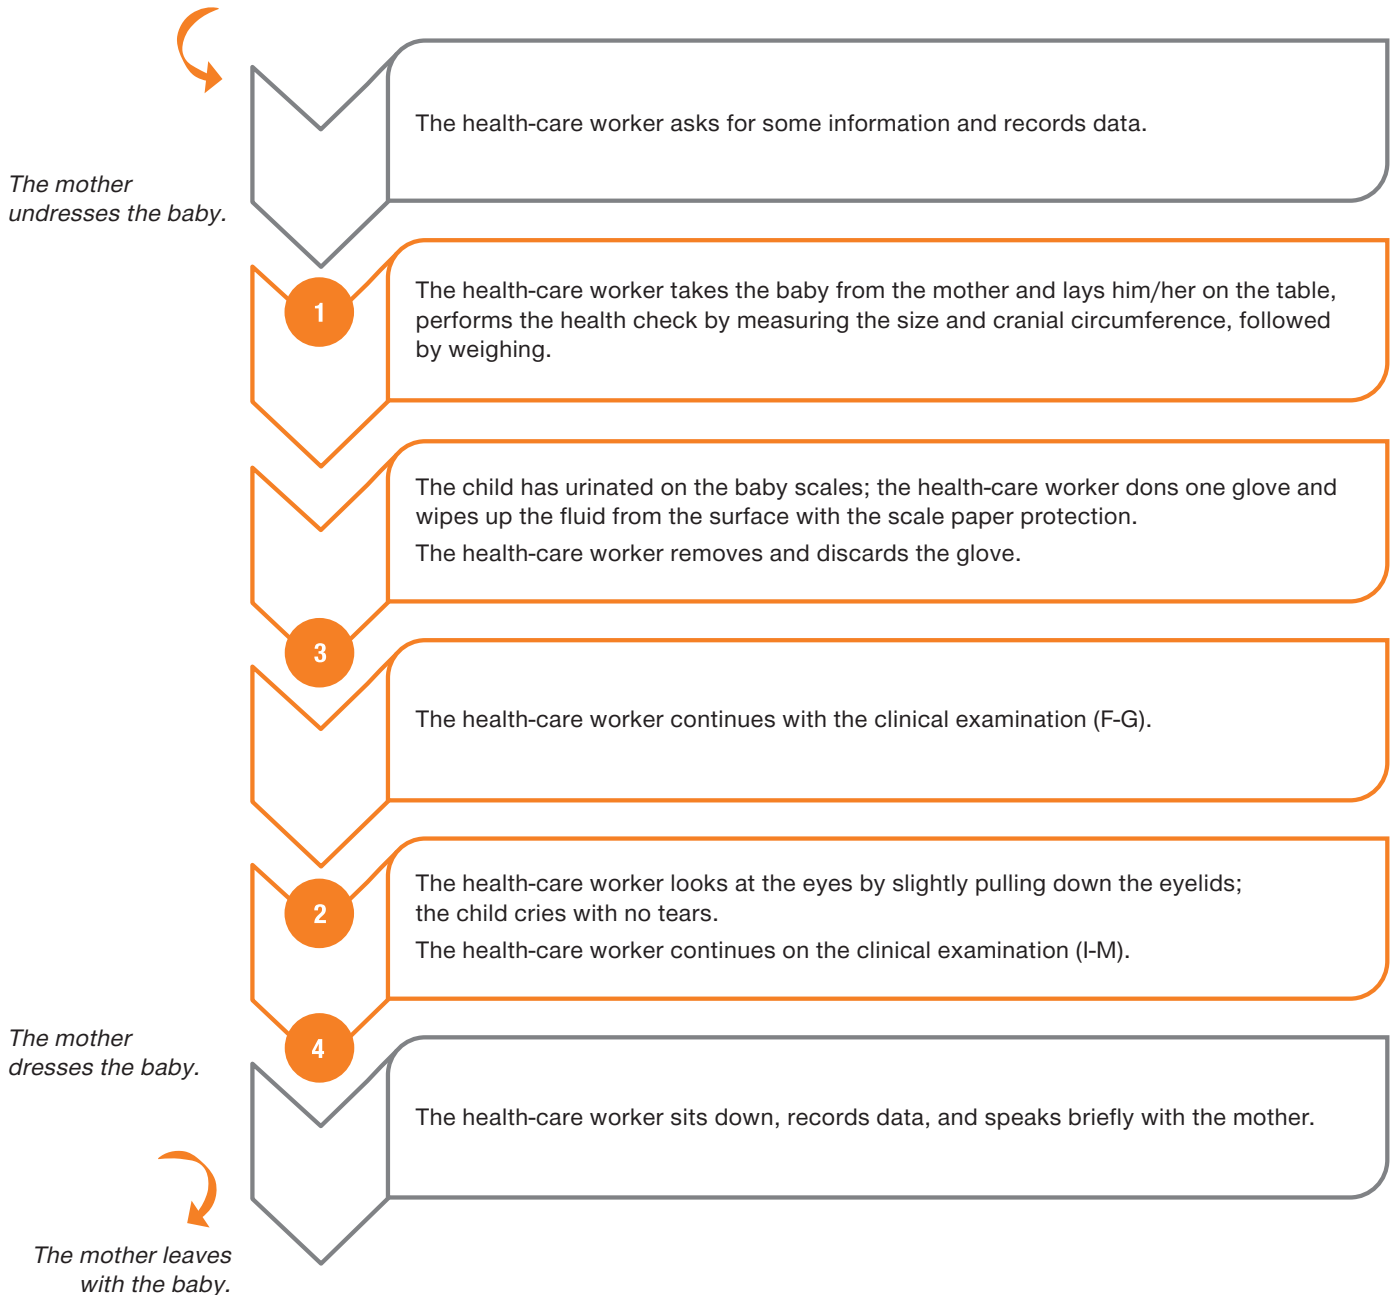 The health-care worker asks for some information and records data.
The mother
undresses the baby.
1
The health-care worker takes the baby from the mother and lays him/her on the table,
performs the health check by measuring the size and cranial circumference, followed
by weighing.
The child has urinated on the baby scales; the health-care worker dons one glove and
wipes up the fluid from the surface with the scale paper protection.
The health-care worker removes and discards the glove.
3
The health-care worker continues with the clinical examination (F-G).
2
The health-care worker looks at the eyes by slightly pulling down the eyelids;
the child cries with no tears.
The health-care worker continues on the clinical examination (I-M).
The mother
dresses the baby.
4
The health-care worker sits down, records data, and speaks briefly with the mother.
The mother leaves
with the baby.